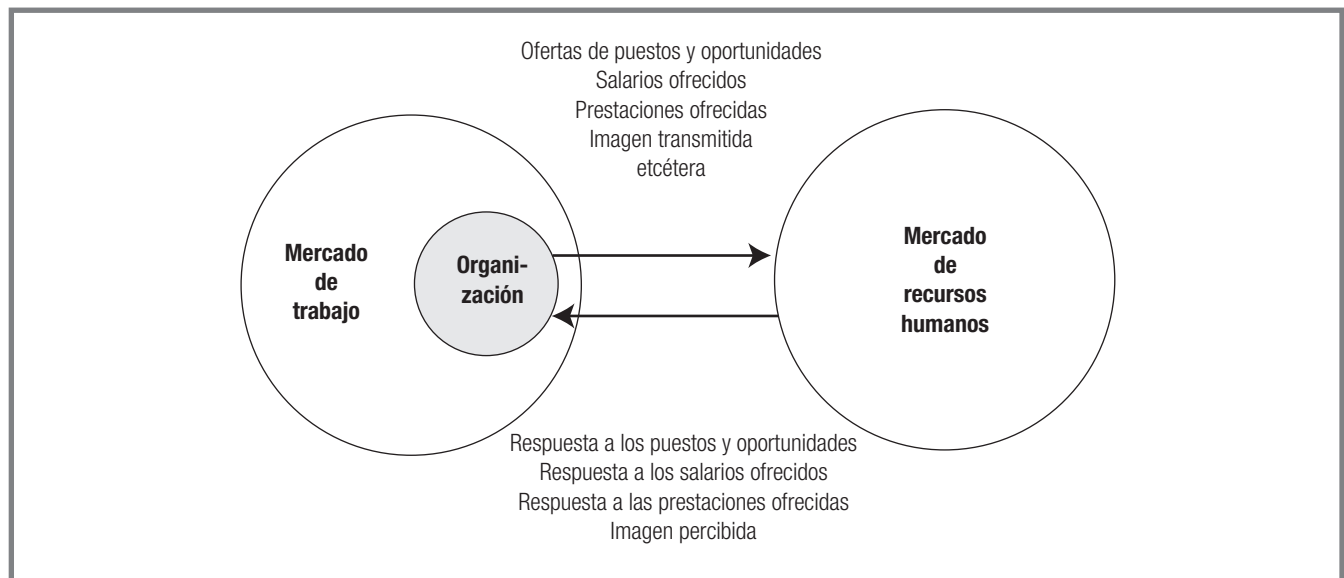 Ofertas de puestos y oportunidades
Salarios ofrecidos
Prestaciones ofrecidas
Imagen transmitida
etcétera
Mercado
de
trabajo
Organi-
zación
Mercado
de
recursos
humanos
Respuesta a los puestos y oportunidades
Respuesta a los salarios ofrecidos
Respuesta a las prestaciones ofrecidas
Imagen percibida